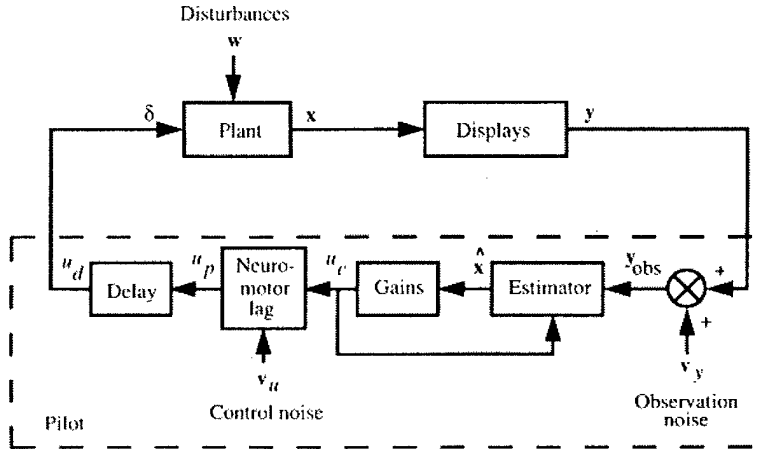 Disturbances
w
δ
Plant
x
Displays
y
u_d
Delay
u_p
Neuro-
motor
lag
u_c
Gains
x̂
Estimator
y_obs
+
+
v_u
Control noise
v_y
Observation
noise
Pilot